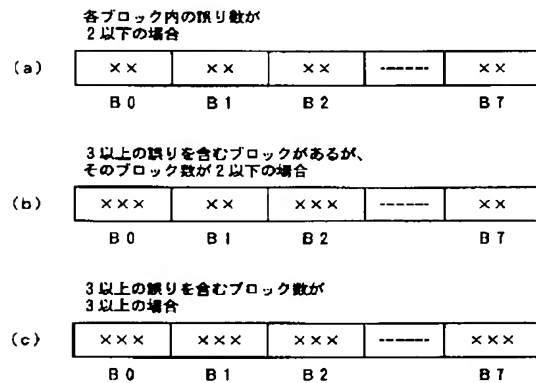 各ブロック内の誤り数が
2以下の場合
(a) ×× ×× ×× ------ ××
B0 B1 B2 B7
3以上の誤りを含むブロックがあるが、
そのブロック数が2以下の場合
(b) ××× ×× ××× ------ ××
B0 B1 B2 B7
3以上の誤りを含むブロック数が
3以上の場合
(c) ××× ××× ××× ------ ×××
B0 B1 B2 B7